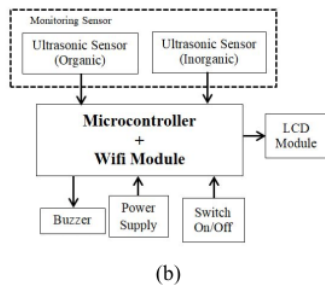 Monitoring Sensor
Ultrasonic Sensor
(Organic)
Ultrasonic Sensor
(Inorganic)
Microcontroller
+
Wifi Module
LCD
Module
Buzzer
Power
Supply
Switch
On/Off
(b)